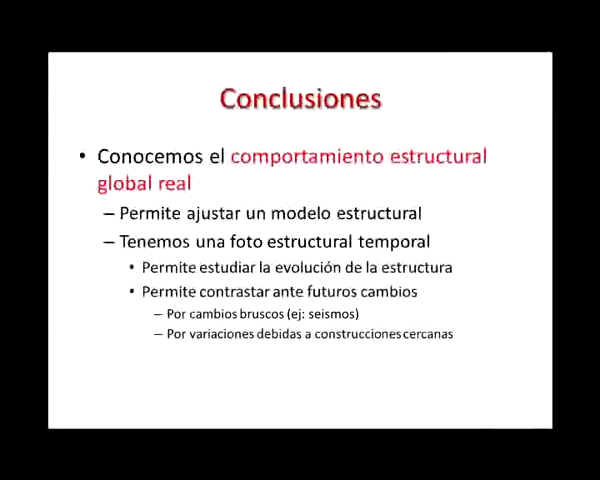 Conclusiones
• Conocemos el comportamiento estructural
global real
– Permite ajustar un modelo estructural
– Tenemos una foto estructural temporal
• Permite estudiar la evolución de la estructura
• Permite contrastar ante futuros cambios
– Por cambios bruscos (ej: seismos)
– Por variaciones debidas a construcciones cercanas